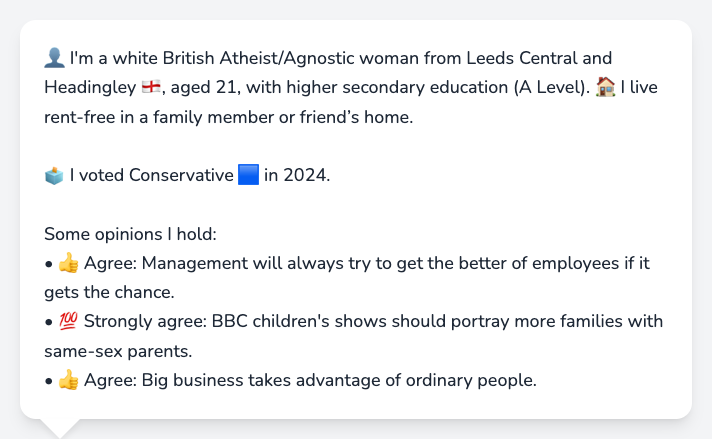 👤 I'm a white British Atheist/Agnostic woman from Leeds Central and
Headingley 🏴󠁧󠁢󠁥󠁮󠁧󠁿, aged 21, with higher secondary education (A Level). 🏠 I live
rent-free in a family member or friend’s home.
🗳️ I voted Conservative 🟦 in 2024.
Some opinions I hold:
• 👍 Agree: Management will always try to get the better of employees if it
gets the chance.
• 💯 Strongly agree: BBC children's shows should portray more families with
same-sex parents.
• 👍 Agree: Big business takes advantage of ordinary people.